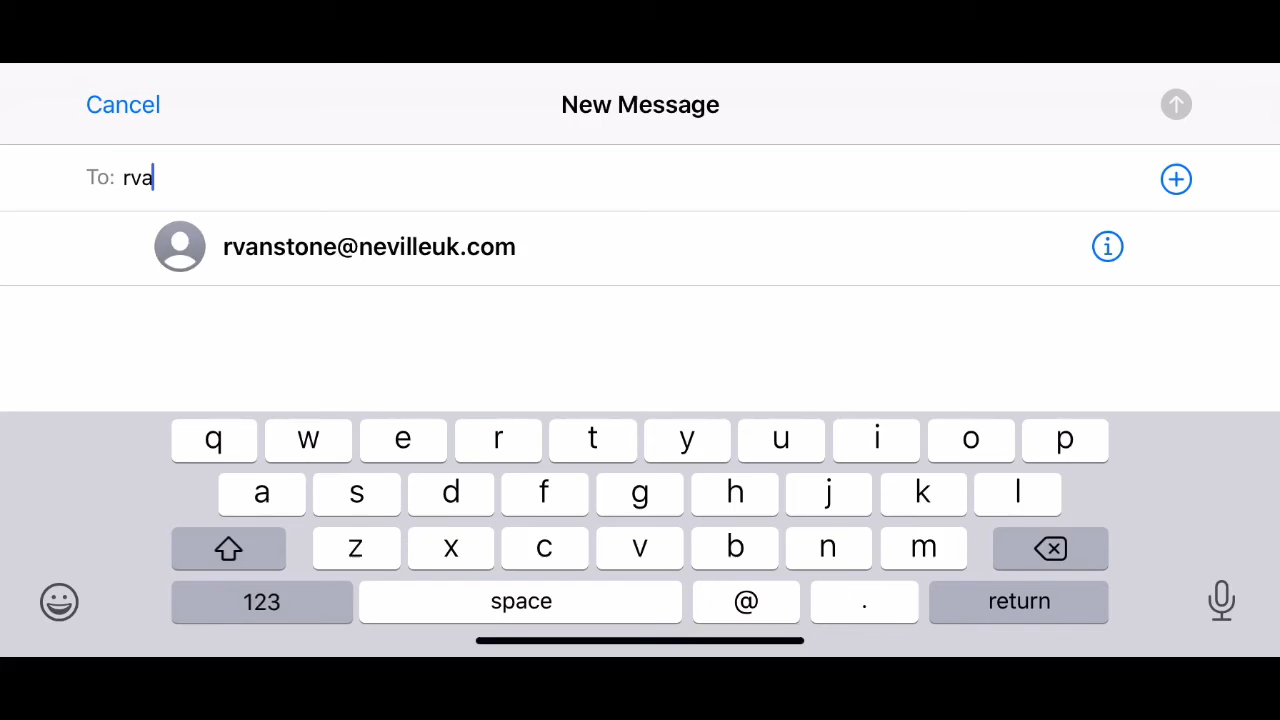 Cancel New Message
To: rva
rvanstone@nevilleuk.com
q w e r t y u i o p
a s d f g h j k l
z x c v b n m
123 space @ . return